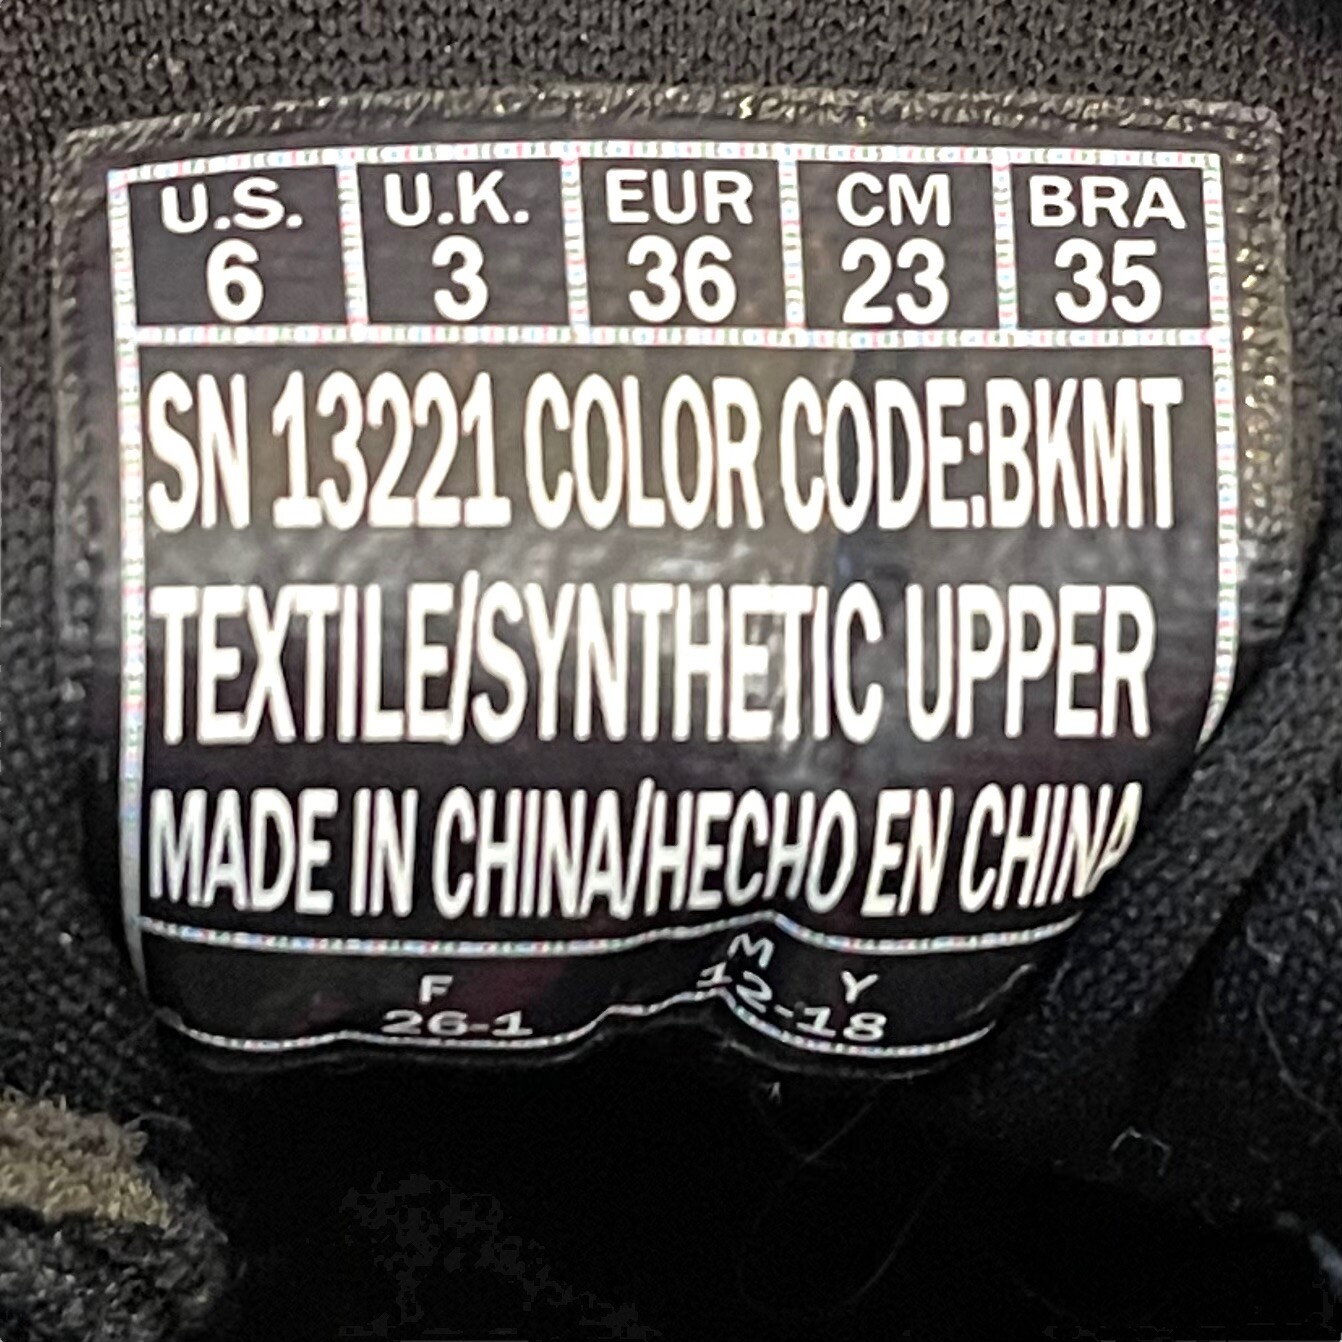 U.S. U.K. EUR CM BRA
6 3 36 23 35
SN 13221 COLOR CODE:BKMT
TEXTILE/SYNTHETIC UPPER
MADE IN CHINA/HECHO EN CHINA
F M Y
26-1 12-18